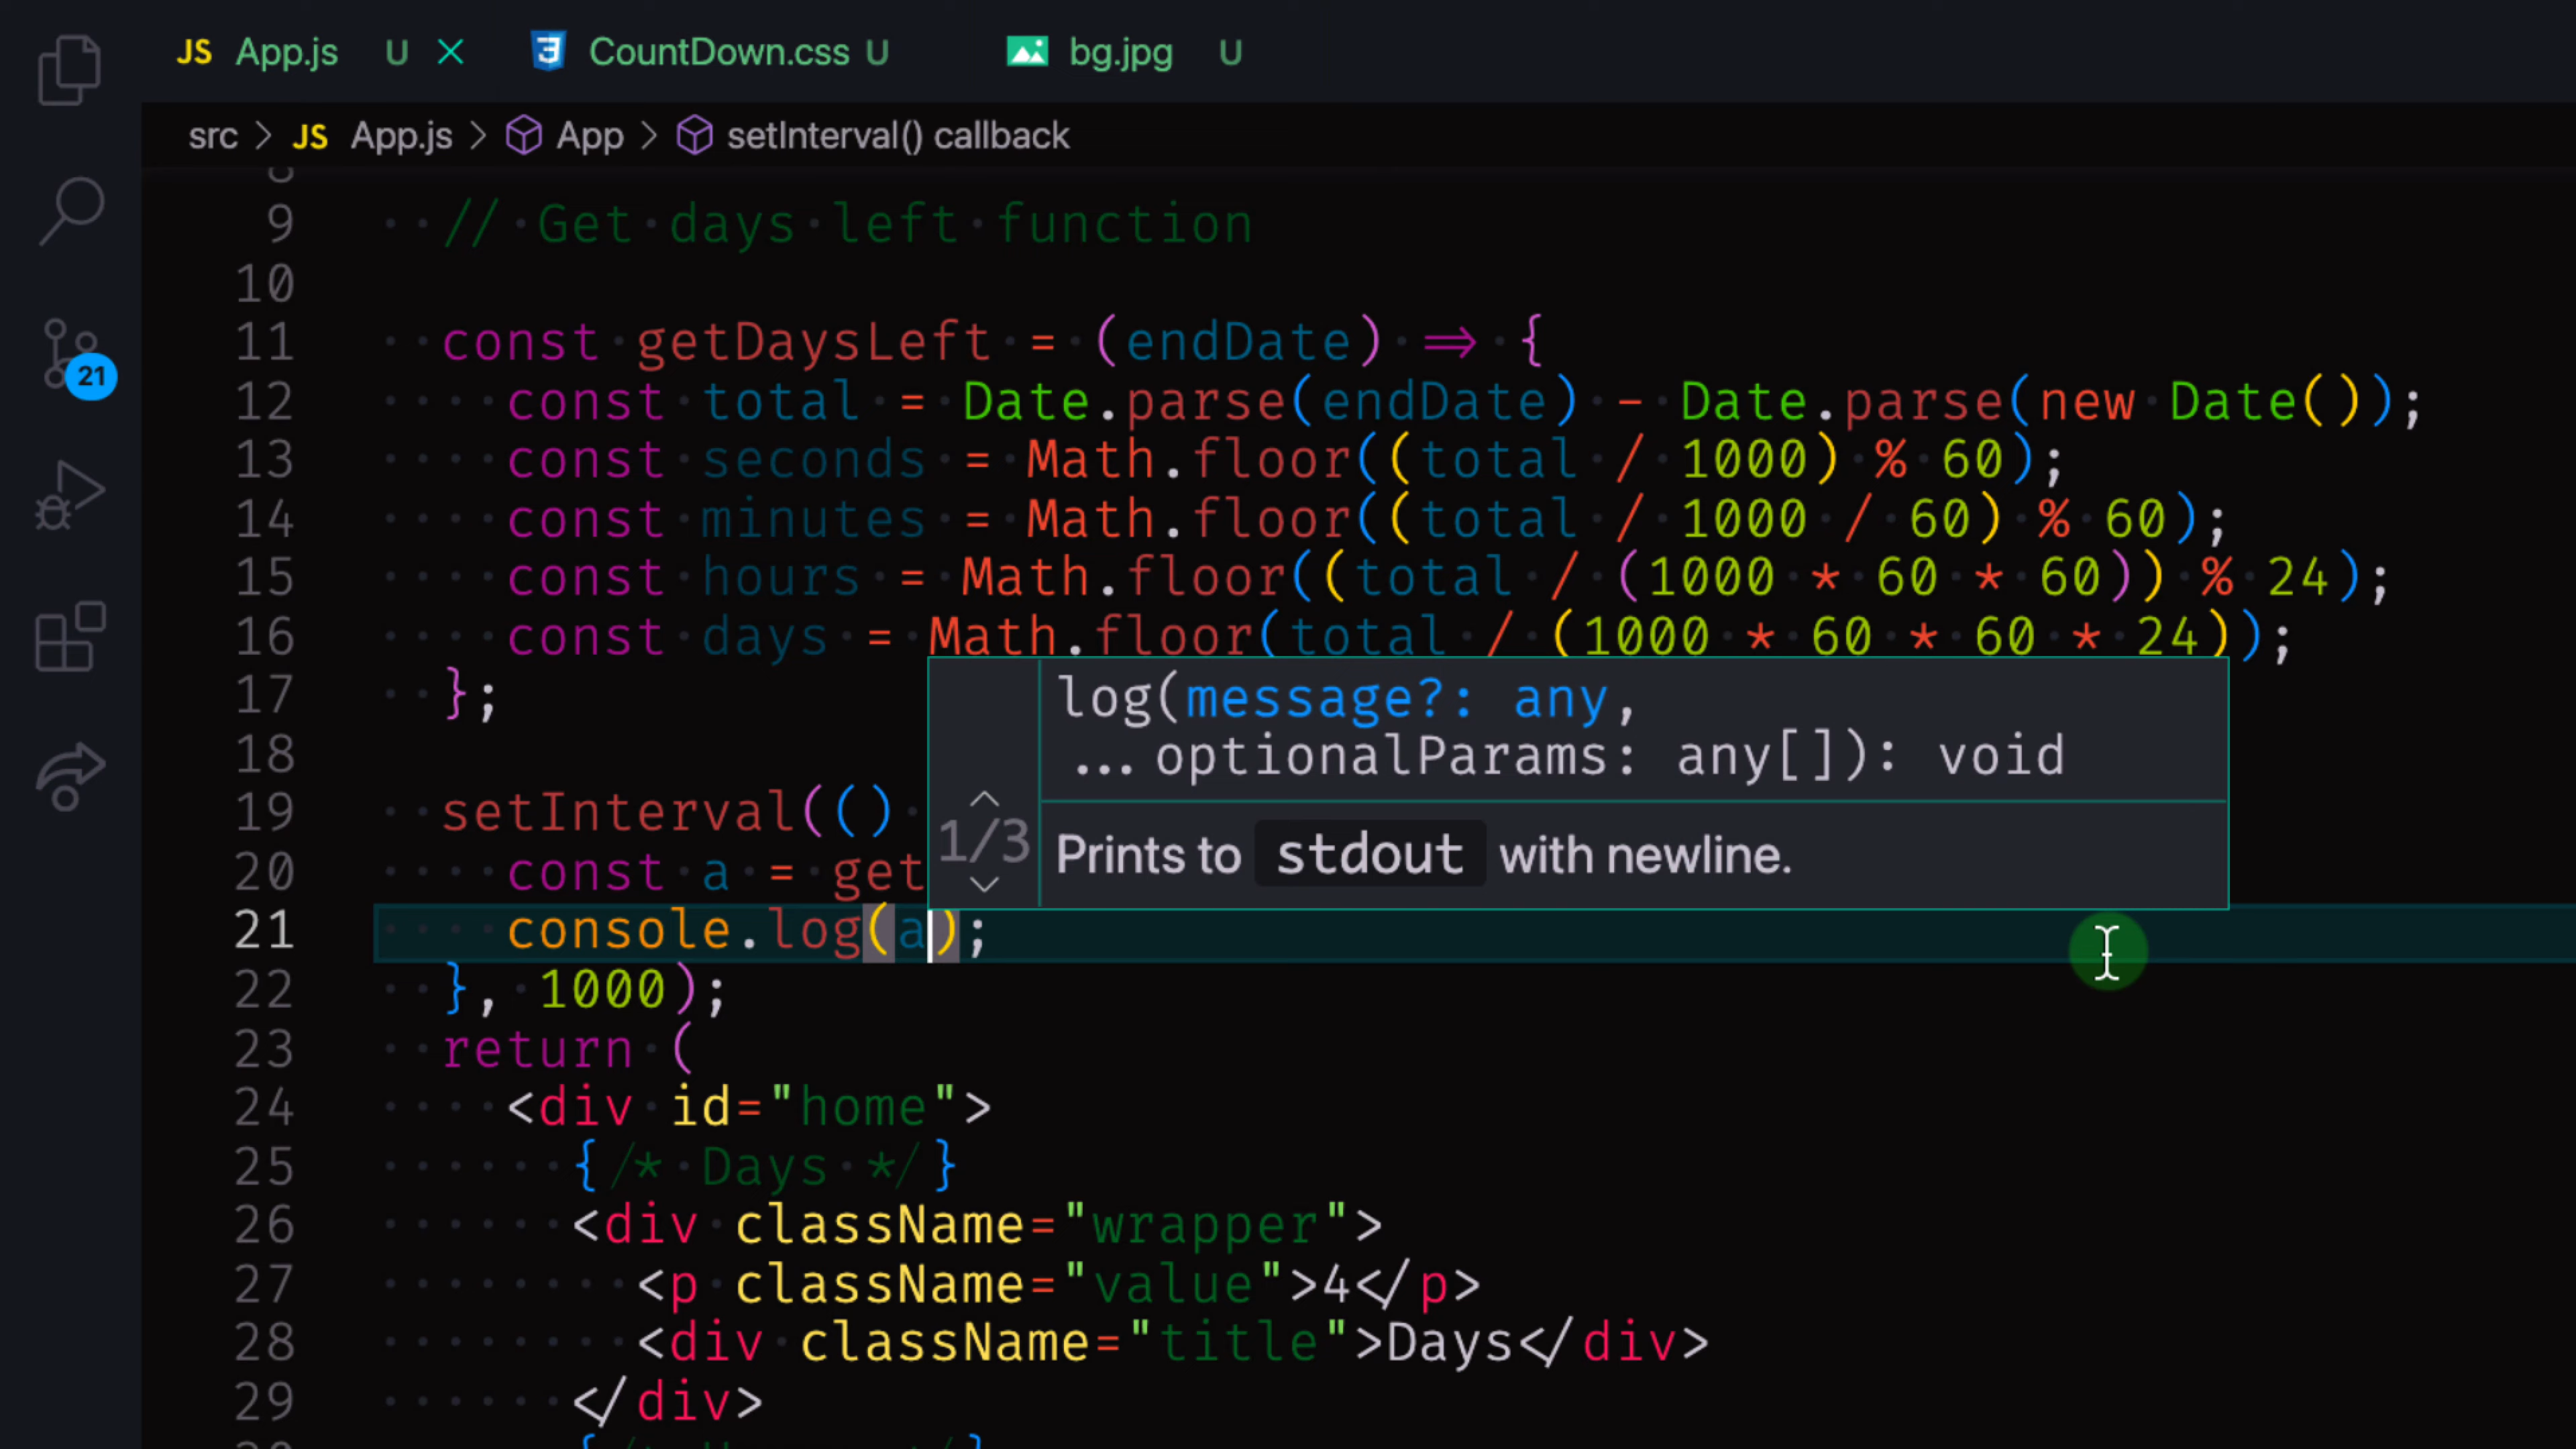 JS App.js U CountDown.css U bg.jpg U
src > JS App.js > App > setInterval() callback
8
9 // Get days left function
10
11 const getDaysLeft = (endDate) => {
12 const total = Date.parse(endDate) - Date.parse(new Date());
13 const seconds = Math.floor((total / 1000) % 60);
14 const minutes = Math.floor((total / 1000 / 60) % 60);
15 const hours = Math.floor((total / (1000 * 60 * 60)) % 24);
16 const days = Math.floor(total / (1000 * 60 * 60 * 24));
17 };
log(message?: any,
18
...optionalParams: any[]): void
19 setInterval(()
1/3
Prints to stdout with newline.
20 const a = get
21 console.log(a);
22 }, 1000);
23 return (
24 <div id="home">
25 {/* Days */}
26 <div className="wrapper">
27 <p className="value">4</p>
28 <div className="title">Days</div>
29 </div>
21